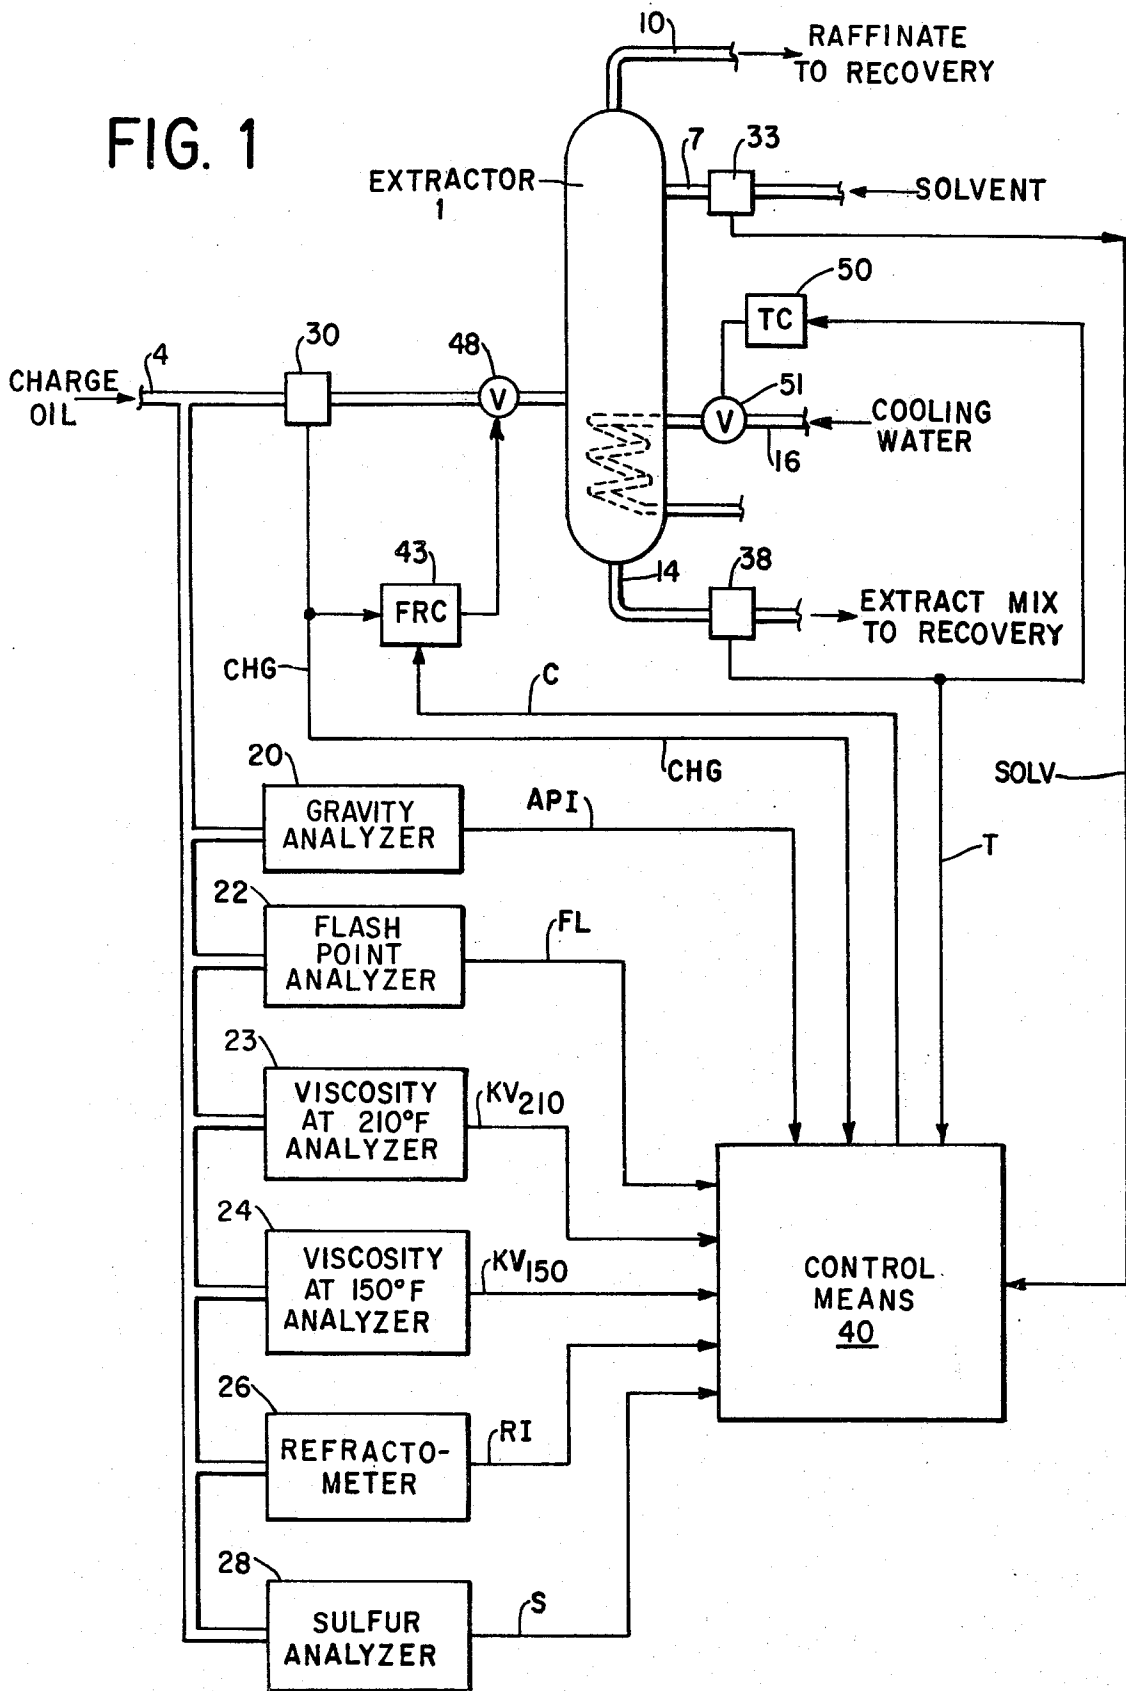 FIG. 1
10
RAFFINATE
TO RECOVERY
EXTRACTOR
1
7
33
SOLVENT
50
TC
4
CHARGE
OIL
30
48
V
51
V
COOLING
WATER
16
43
FRC
14
38
EXTRACT MIX
TO RECOVERY
CHG
C
CHG
SOLV
T
20
GRAVITY
ANALYZER
API
22
FLASH
POINT
ANALYZER
FL
23
VISCOSITY
AT 210°F
ANALYZER
KV210
24
VISCOSITY
AT 150°F
ANALYZER
KV150
CONTROL
MEANS
40
26
REFRACTO-
METER
RI
28
SULFUR
ANALYZER
S